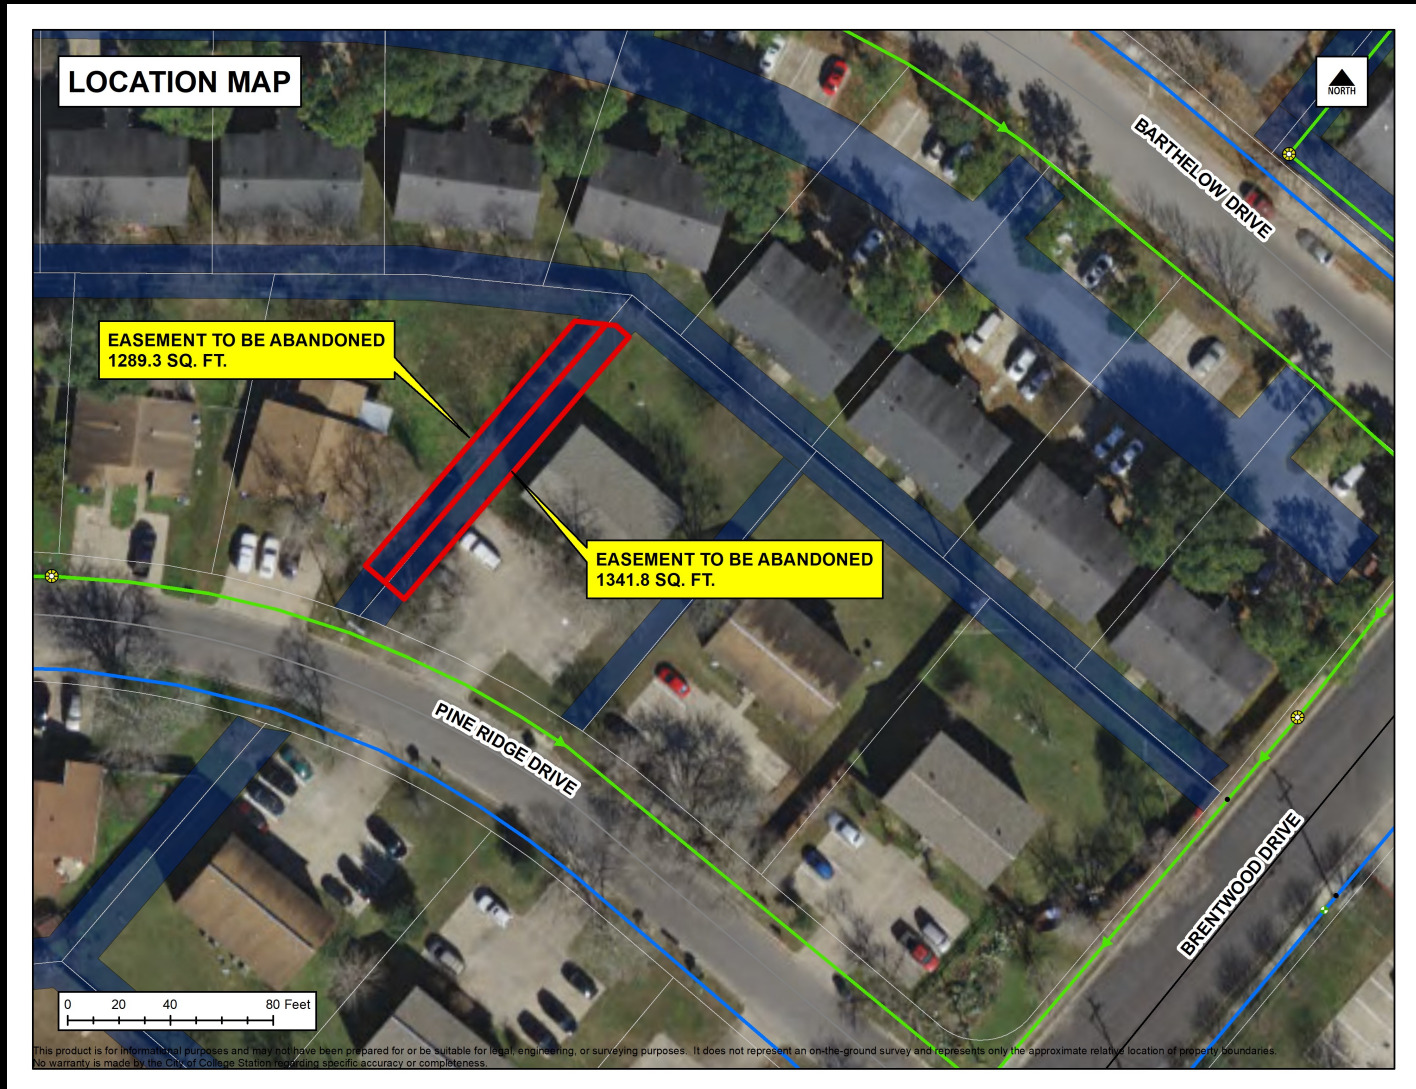 LOCATION MAP
NORTH
BARTHELOW DRIVE
EASEMENT TO BE ABANDONED
1289.3 SQ. FT.
EASEMENT TO BE ABANDONED
1341.8 SQ. FT.
PINE RIDGE DRIVE
BRENTWOOD DRIVE
0 20 40 80 Feet
This product is for informational purposes and may not have been prepared for or be suitable for legal, engineering, or surveying purposes. It does not represent an on-the-ground survey and represents only the approximate relative location of property boundaries.
No warranty is made by the City of College Station regarding specific accuracy or completeness.